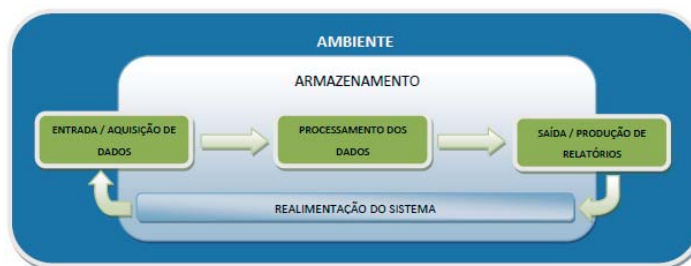 AMBIENTE
ARMAZENAMENTO
ENTRADA / AQUISIÇÃO DE
DADOS
PROCESSAMENTO DOS
DADOS
SAÍDA / PRODUÇÃO DE
RELATÓRIOS
REALIMENTAÇÃO DO SISTEMA